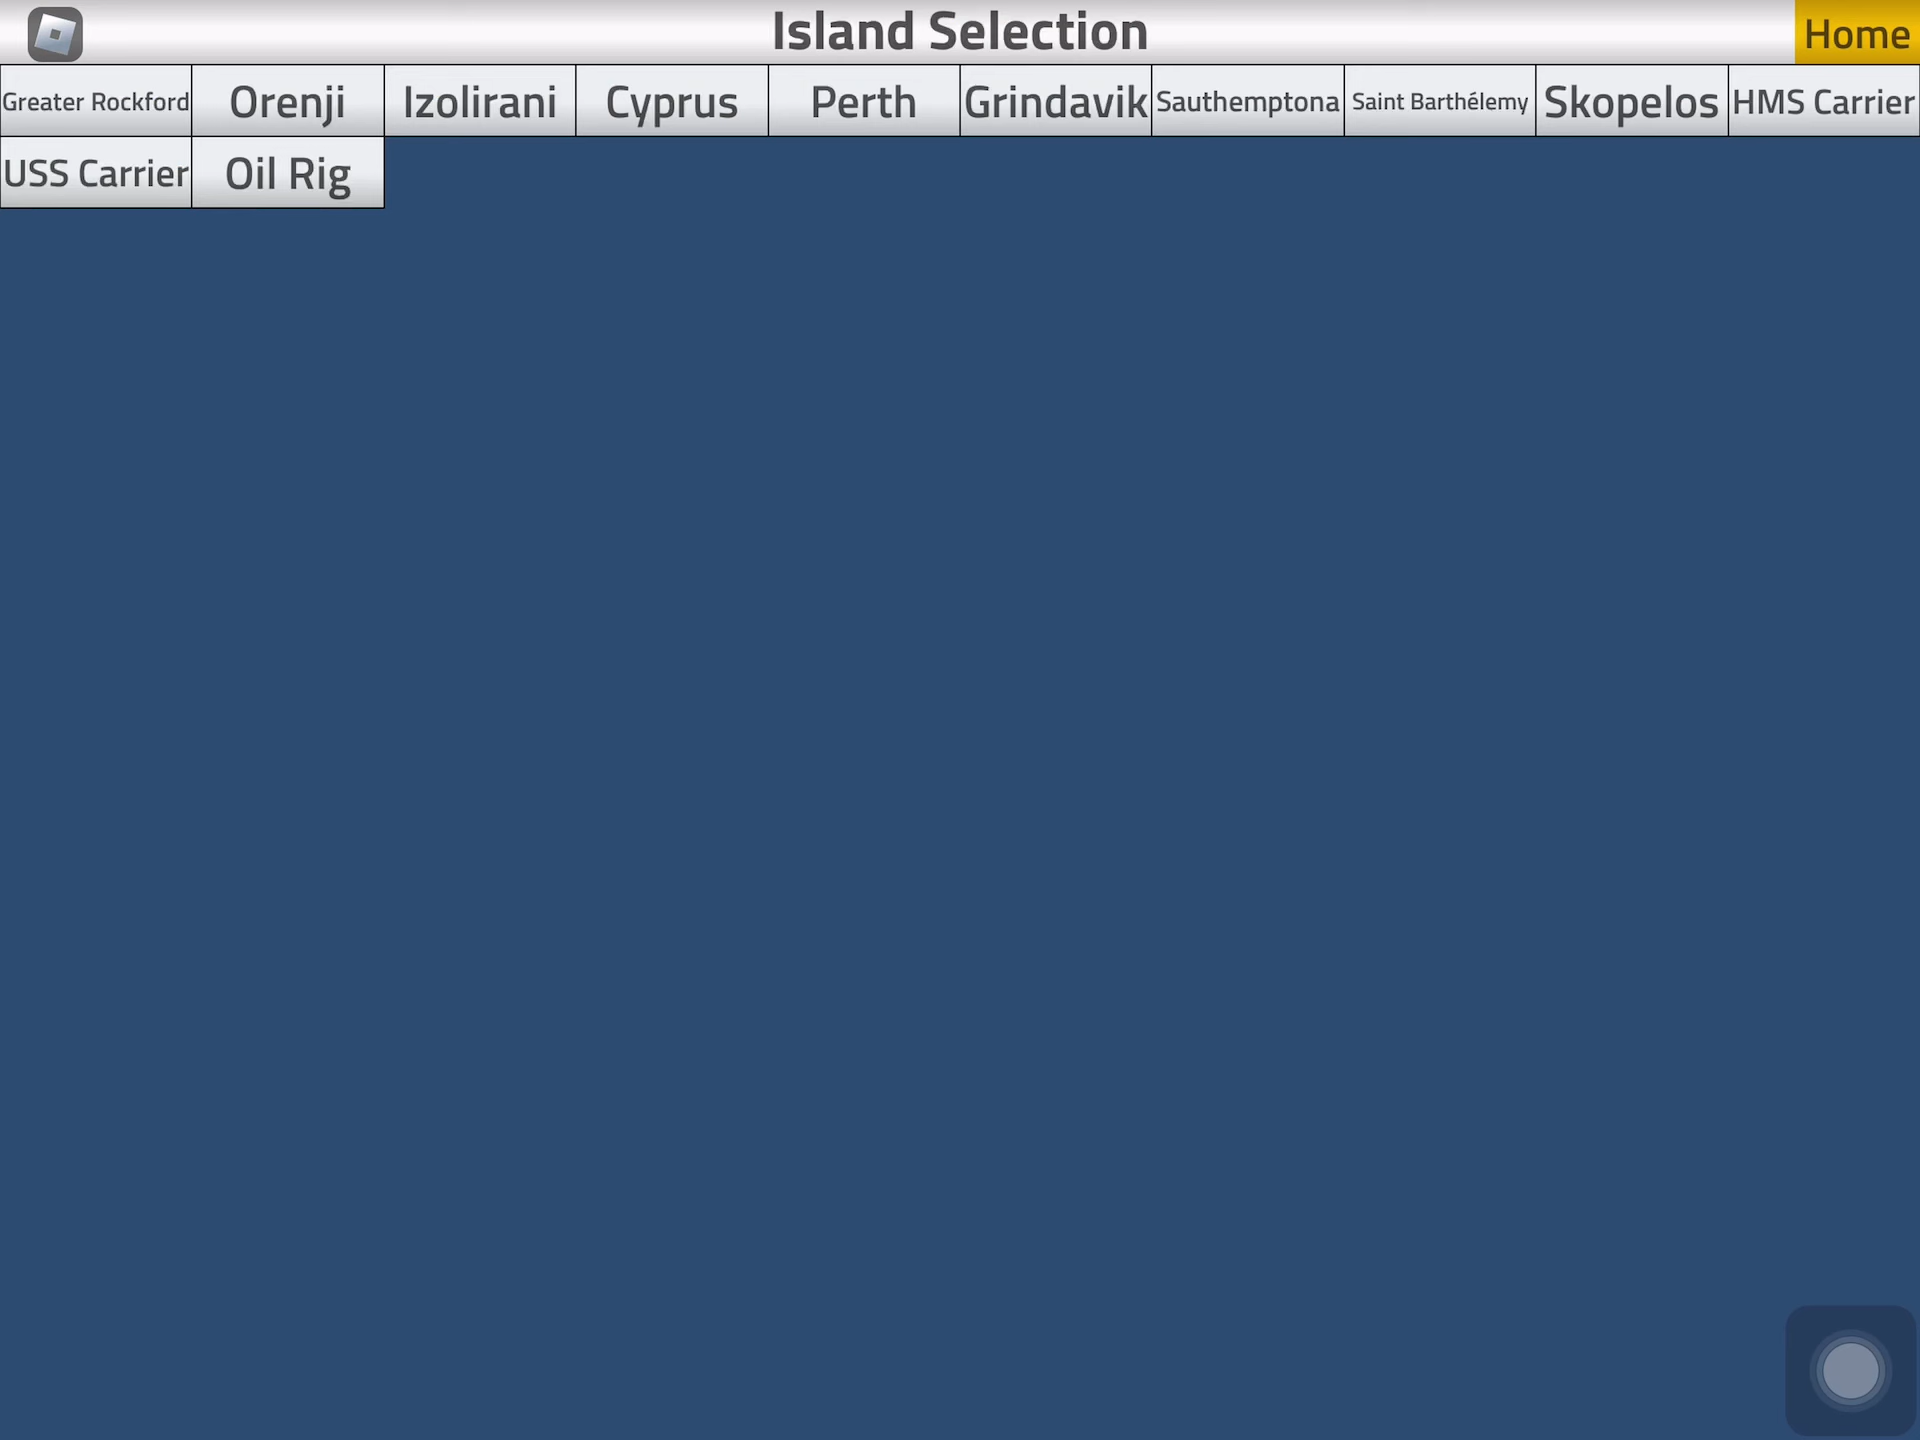 Island Selection
Home
Greater Rockford
Orenji
Izolirani
Cyprus
Perth
Grindavik
Sauthemptona
Saint Barthélemy
Skopelos
HMS Carrier
USS Carrier
Oil Rig